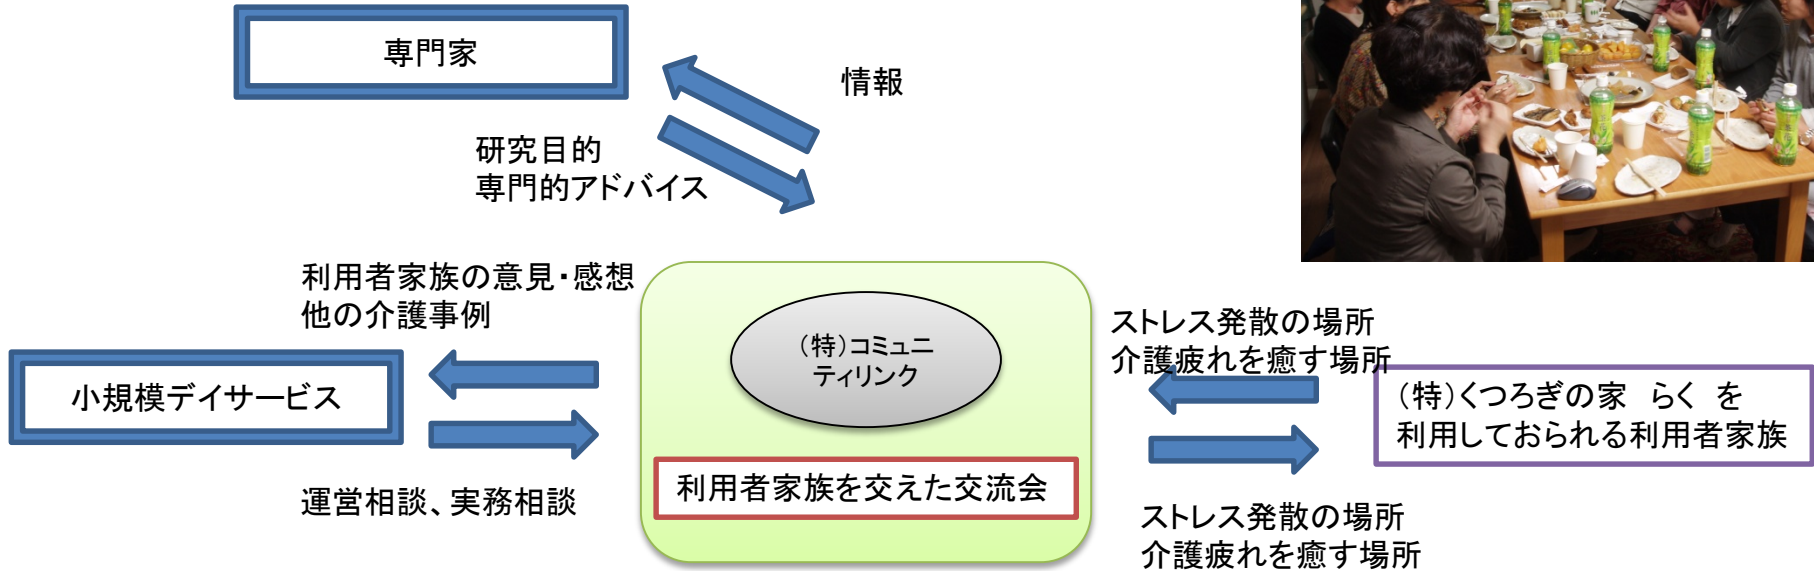 専門家
情報
研究目的
専門的アドバイス
利用者家族の意見・感想
他の介護事例
小規模デイサービス
運営相談、実務相談
（特）コミュニ
ティリンク
利用者家族を交えた交流会
ストレス発散の場所
介護疲れを癒す場所
（特）くつろぎの家　らく　を
利用しておられる利用者家族
ストレス発散の場所
介護疲れを癒す場所